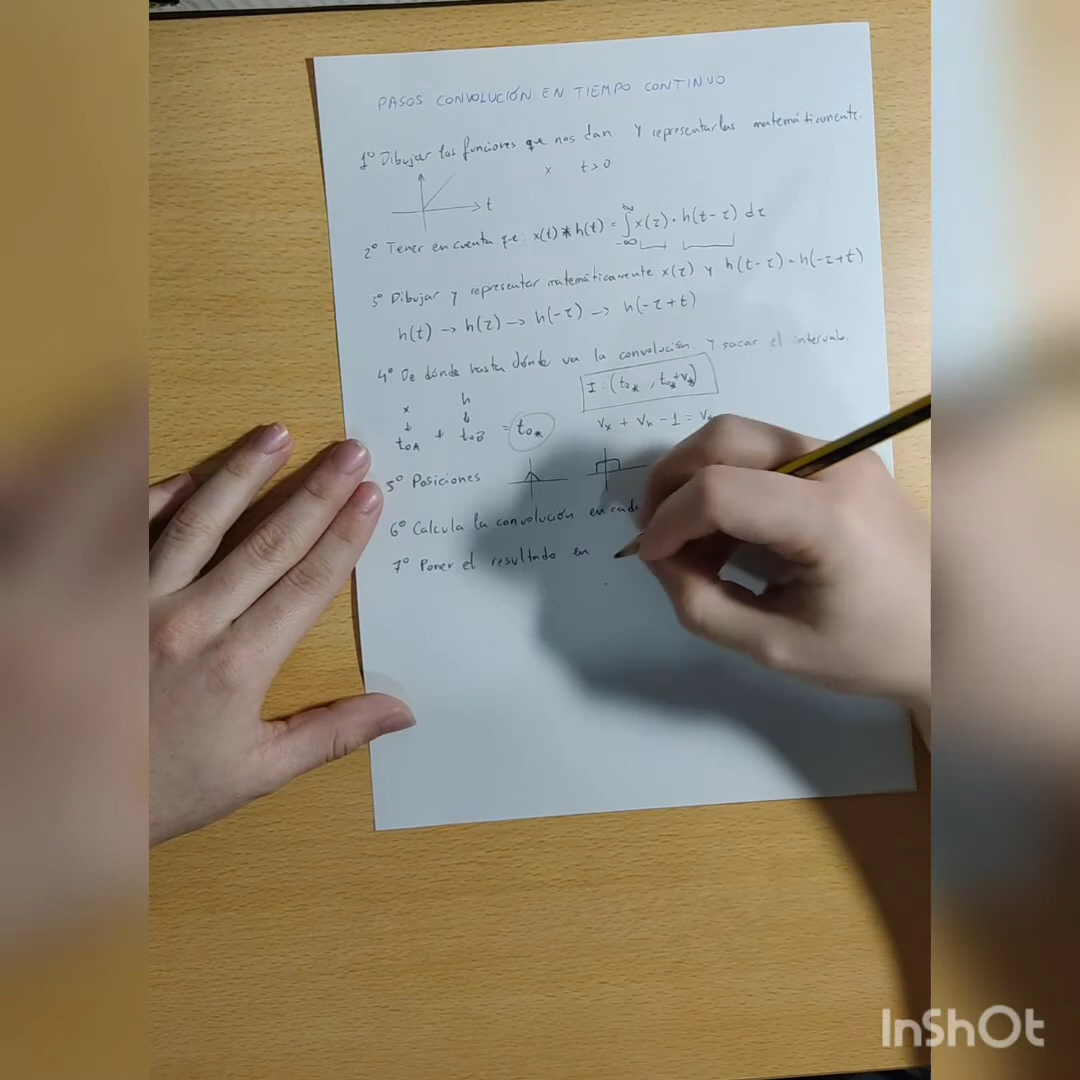 PASOS CONVOLUCIÓN EN TIEMPO CONTINUO
1º Dibujar las funciones que nos dan y representarlas matemáticamente.
x t>0
t
2º Tener en cuenta que: x(t) * h(t) = ∫_{-∞}^{∞} x(τ) · h(t-τ) dτ
3º Dibujar y representar matemáticamente x(τ) y h(t-τ) = h(-τ+t)
h(t) → h(τ) → h(-τ) → h(-τ+t)
4º De dónde hasta dónde va la convolución. Y sacar el intervalo.
I: (to*, to*+v*)
x h
↓ ↓
toA + toB = to*
Vx + Vh - 1 = V*
5º Posiciones
6º Calcula la convolución en
7º Poner el resultado en
InShOt